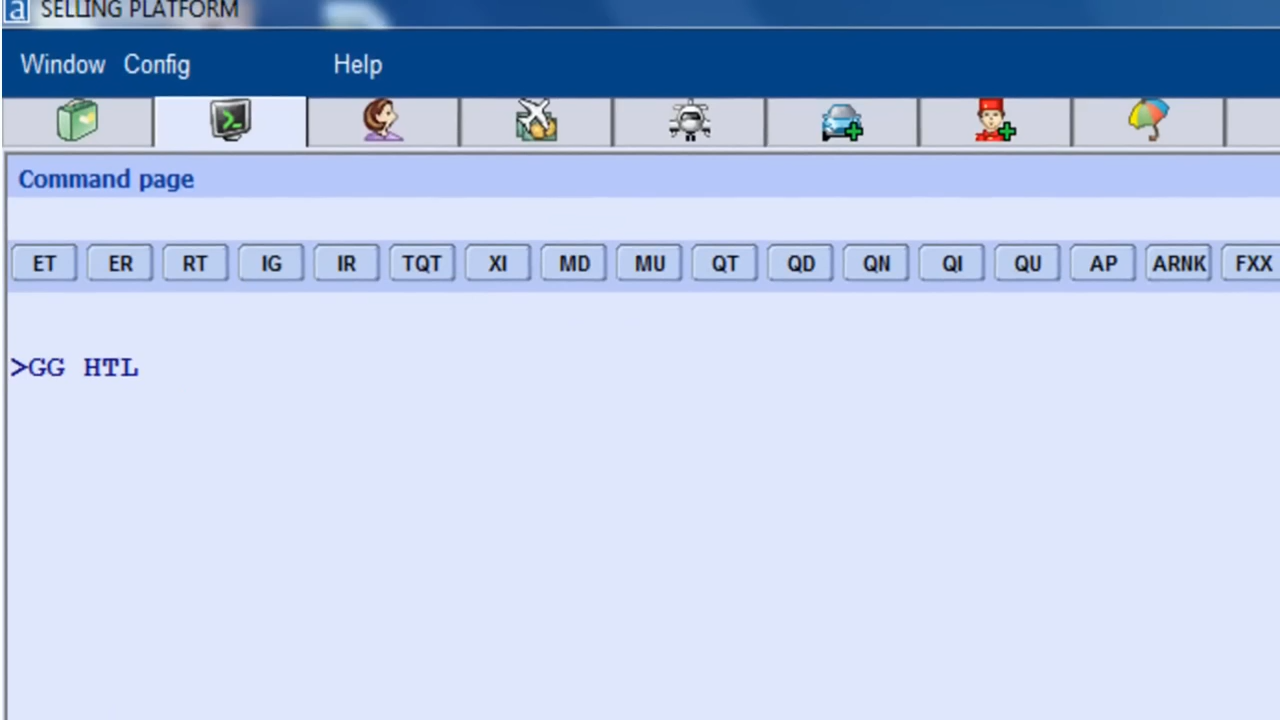 a SELLING PLATFORM
Window Config Help
Command page
ET ER RT IG IR TQT XI MD MU QT QD QN QI QU AP ARNK FXX
>GG HTL